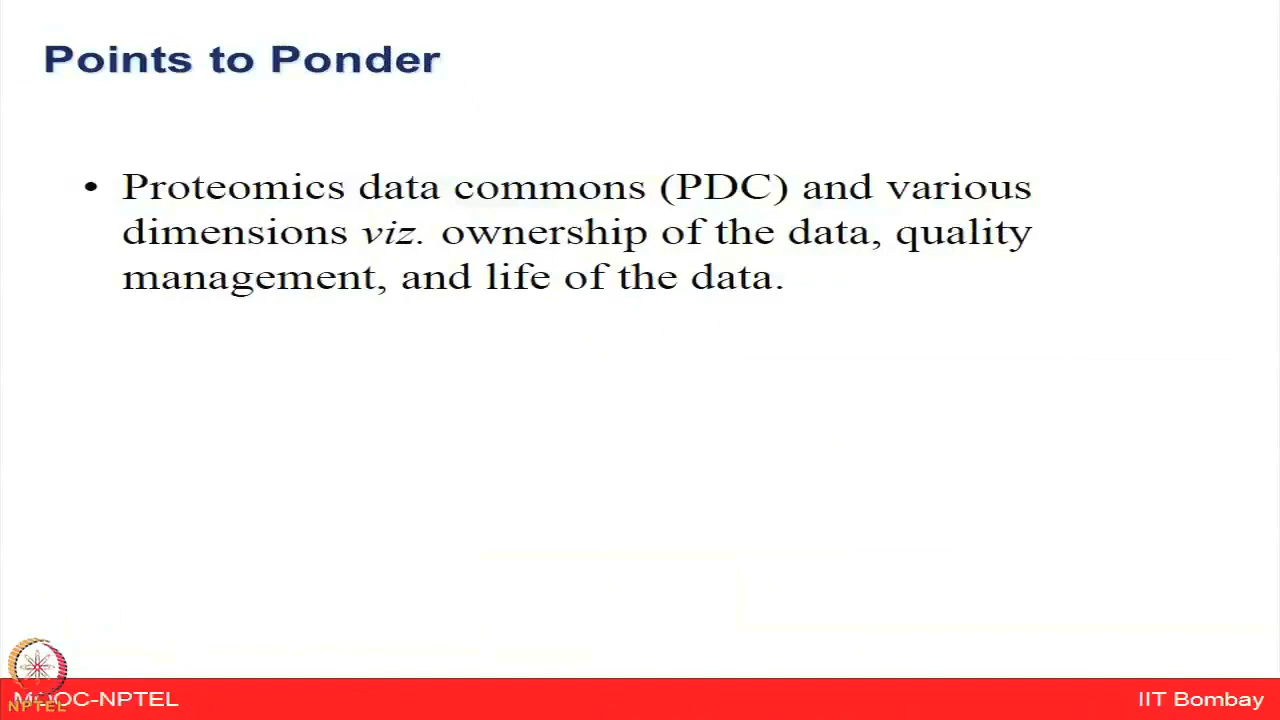 Points to Ponder
• Proteomics data commons (PDC) and various
dimensions viz. ownership of the data, quality
management, and life of the data.
MOOC-NPTEL
NPTEL
IIT Bombay